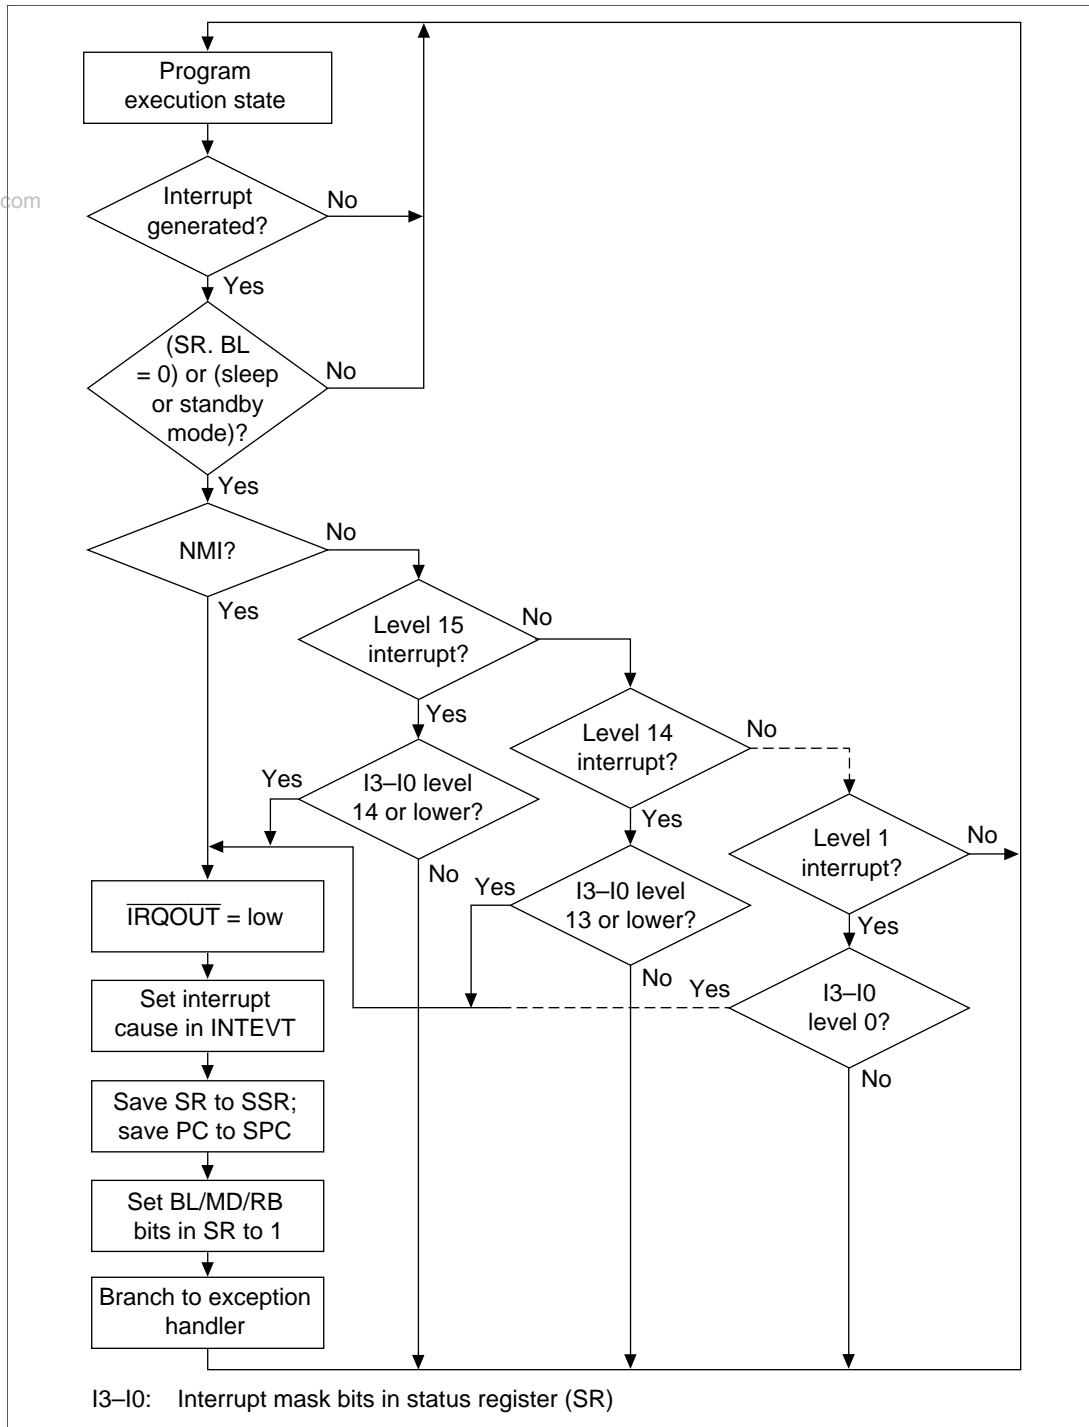 Program
execution state
com
Interrupt
generated?
No
Yes
(SR. BL
= 0) or (sleep
or standby
mode)?
No
Yes
NMI?
No
Yes
Level 15
interrupt?
No
Yes
Level 14
interrupt?
No
Yes
I3–I0 level
14 or lower?
Yes
No
Level 1
interrupt?
No
Yes
I3–I0 level
13 or lower?
Yes
No
I3–I0
level 0?
Yes
No
IRQOUT = low
Set interrupt
cause in INTEVT
Save SR to SSR;
save PC to SPC
Set BL/MD/RB
bits in SR to 1
Branch to exception
handler
I3–I0: Interrupt mask bits in status register (SR)